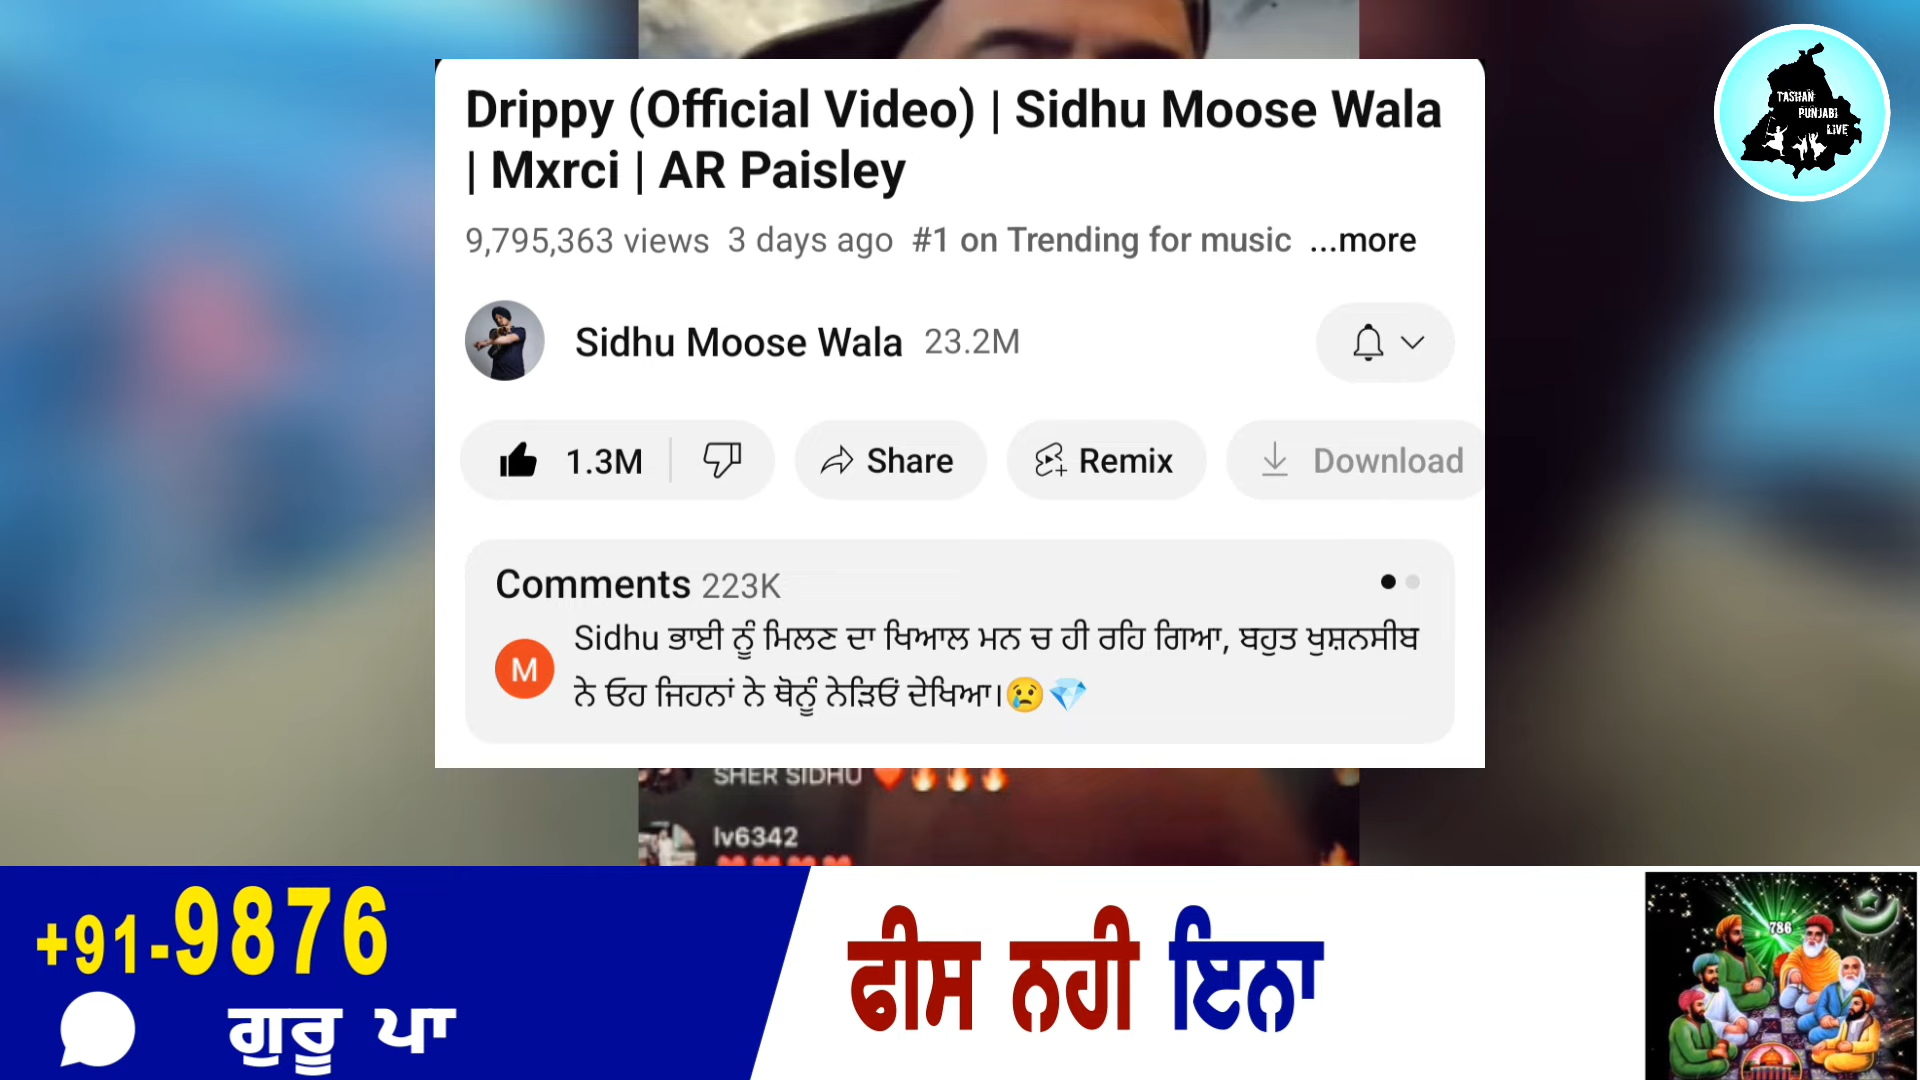 Drippy (Official Video) | Sidhu Moose Wala
| Mxrci | AR Paisley
9,795,363 views 3 days ago #1 on Trending for music ...more
Sidhu Moose Wala 23.2M
1.3M Share Remix Download
Comments 223K
M
Sidhu ਭਾਈ ਨੂੰ ਮਿਲਣ ਦਾ ਖਿਆਲ ਮਨ ਚ ਹੀ ਰਹਿ ਗਿਆ, ਬਹੁਤ ਖੁਸ਼ਨਸੀਬ
ਨੇ ਓਹ ਜਿਹਨਾਂ ਨੇ ਥੋਨੂੰ ਨੇੜਿਓਂ ਦੇਖਿਆ।😢💎
SHER SIDHU ❤️🔥🔥🔥
lv6342
TASHAN
PUNJABI
LIVE
+91-9876
ਗੁਰੂ ਪਾ
ਫੀਸ ਨਹੀ ਇਨਾ
786